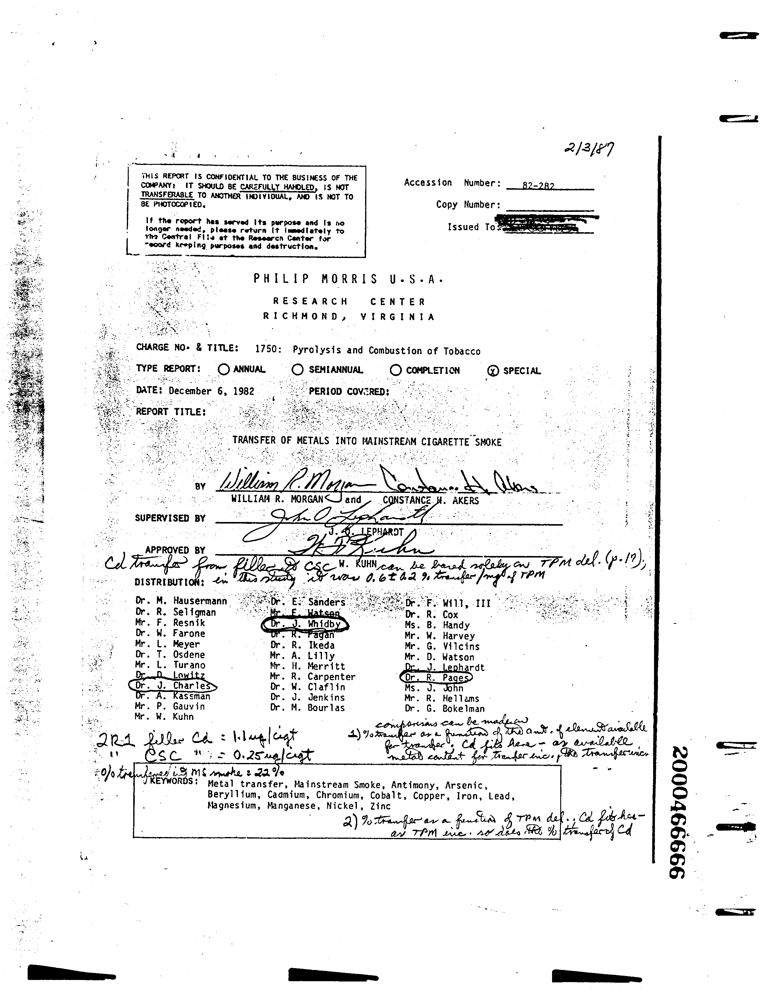 2/3/87
THIS REPORT IS CONFIDENTIAL TO THE BUSINESS OF THE
COMPANY: IT SHOULD BE CAREFULLY HANDLED, IS NOT
TRANSFERABLE TO ANOTHER INDIVIDUAL, AND IS NOT TO
BE PHOTOCOPIED.
If the report has served its purpose and is no
longer needed, please return it immediately to
the Central File at the Research Center for
record keeping purposes and destruction.
Accession Number: 82-282
Copy Number:
Issued To:
PHILIP MORRIS U.S.A.
RESEARCH CENTER
RICHMOND, VIRGINIA
CHARGE NO. & TITLE: 1750: Pyrolysis and Combustion of Tobacco
TYPE REPORT: ANNUAL SEMIANNUAL COMPLETION X SPECIAL
DATE: December 6, 1982 PERIOD COVERED:
REPORT TITLE:
TRANSFER OF METALS INTO MAINSTREAM CIGARETTE SMOKE
BY William R. Morgan Constance H. Akers
WILLIAM R. MORGAN and CONSTANCE H. AKERS
SUPERVISED BY
J. O. LEPHARDT
APPROVED BY
W. KUHN
Cd transfer from filler to CSC can be based solely on TPM del. (p.19),
in this study it was 0.6±0.2 % transfer/mg of TPM
DISTRIBUTION:
Dr. M. Hausermann Dr. E. Sanders Dr. F. Will, III
Dr. R. Seligman Mr. F. Watson Dr. R. Cox
Mr. F. Resnik Dr. J. Whidby Ms. B. Handy
Dr. W. Farone Dr. R. Fagan Mr. W. Harvey
Mr. L. Meyer Dr. R. Ikeda Mr. G. Vilcins
Dr. T. Osdene Mr. A. Lilly Mr. D. Watson
Mr. L. Turano Mr. H. Merritt Dr. J. Lephardt
Dr. D. Lowitz Mr. R. Carpenter Dr. R. Pages
Dr. J. Charles Dr. W. Claflin Ms. J. John
Dr. A. Kassman Dr. J. Jenkins Mr. R. Hellams
Mr. P. Gauvin Dr. M. Bourlas Dr. G. Bokelman
Mr. W. Kuhn
comparisons can be made on
1) % transfer as a function of the amt. of element available
for transfer, Cd fits here - as available
metal content for transfer inc., the transfer incs
2R1 filler Cd = 1.1 ug/cigt
" CSC " = 0.25 ug/cigt
% transferred in MS smoke = 22%
KEYWORDS: Metal transfer, Mainstream Smoke, Antimony, Arsenic,
Beryllium, Cadmium, Chromium, Cobalt, Copper, Iron, Lead,
Magnesium, Manganese, Nickel, Zinc
2) % transfer as a function of TPM del., Cd fits here -
as TPM inc. so does the % transfer of Cd
2000466666